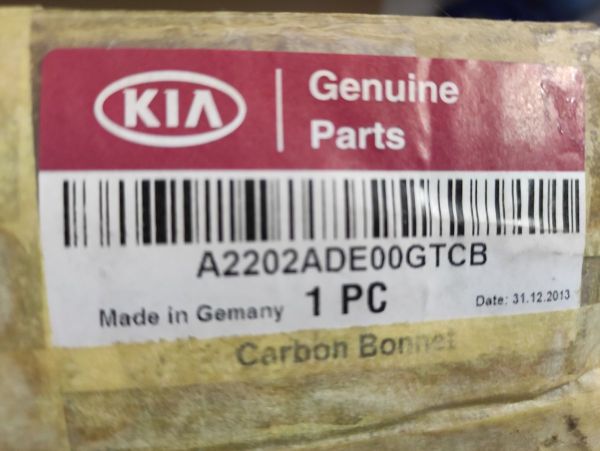 KIA
Genuine
Parts
A2202ADE00GTCB
Made in Gemany 1 PC Date: 31.12.2013
Carbon Bonnet